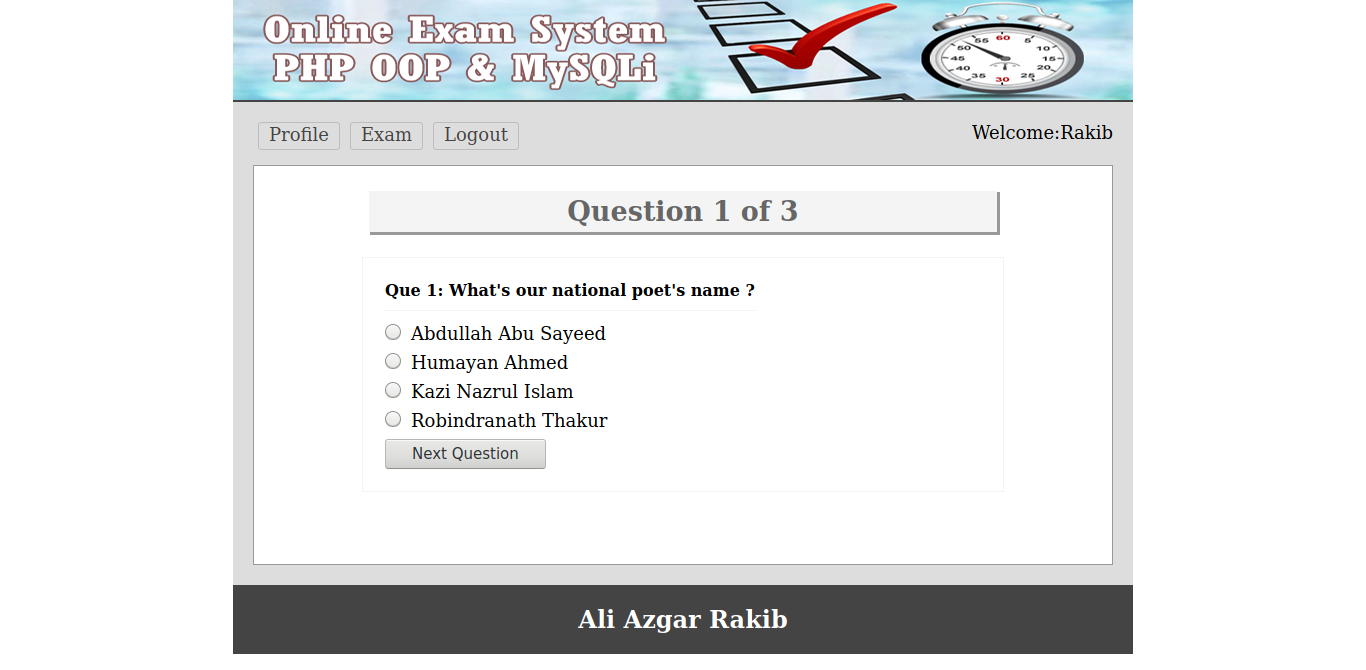 Online Exam System
PHP OOP & MySQLi
60
55 5
50 10
45 15
40 20
35 25
30
Profile Exam Logout Welcome:Rakib
Question 1 of 3
Que 1: What's our national poet's name ?
Abdullah Abu Sayeed
Humayan Ahmed
Kazi Nazrul Islam
Robindranath Thakur
Next Question
Ali Azgar Rakib